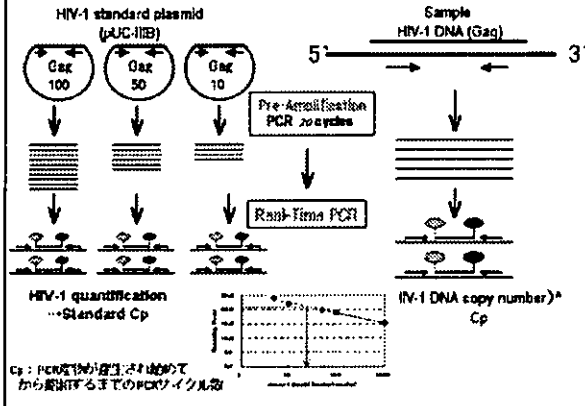 HIV-1 standard plasmid
(pUC-IIIB)
Gag
100
Gag
50
Gag
10
Pre-Amplification
PCR 20 cycles
Real-Time PCR
HIV-1 quantification
→Standard Cp
Sample
HIV-1 DNA (Gag)
5' 3'
IIV-1 DNA copy number)*
Cp
Cp : PCR産物が産生され始めて
から するまでのPCRサイクル数